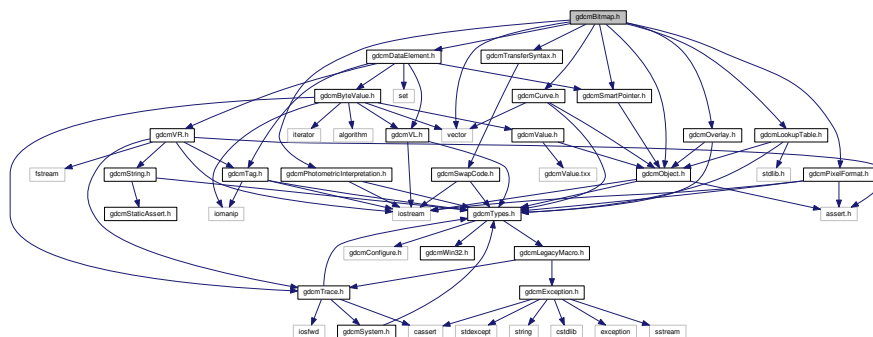 gdcmBitmap.h
gdcmDataElement.h
gdcmTransferSyntax.h
gdcmByteValue.h
set
gdcmCurve.h
gdcmSmartPointer.h
gdcmVR.h
iterator
algorithm
gdcmVL.h
vector
gdcmValue.h
gdcmOverlay.h
gdcmLookupTable.h
fstream
gdcmString.h
gdcmTag.h
gdcmPhotometricInterpretation.h
gdcmSwapCode.h
gdcmValue.txx
gdcmObject.h
stdlib.h
gdcmPixelFormat.h
gdcmStaticAssert.h
iomanip
iostream
gdcmTypes.h
assert.h
gdcmConfigure.h
gdcmWin32.h
gdcmLegacyMacro.h
gdcmTrace.h
gdcmException.h
iosfwd
gdcmSystem.h
cassert
stdexcept
string
cstdlib
exception
sstream